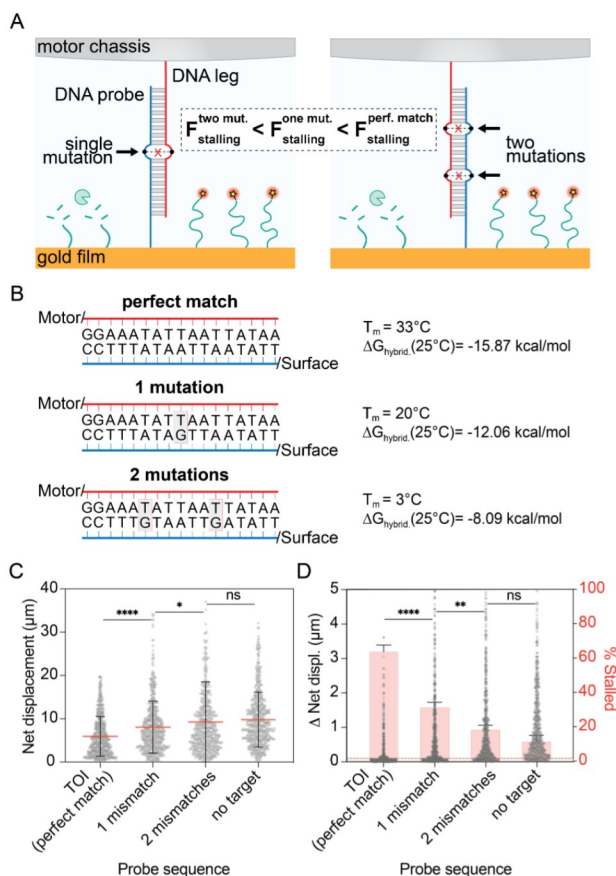 A
motor chassis
DNA leg
DNA probe
F two mut. stalling < F one mut. stalling < F perf. match stalling
single
mutation
two
mutations
gold film
B
perfect match
Motor/
GGAAATATTAATTATAA
CCTTTATAATTAATATT
/Surface
Tm = 33°C
ΔGhybrid.(25°C)= -15.87 kcal/mol
1 mutation
Motor/
GGAAATATTAATTATAA
CCTTTATAGTTAATATT
/Surface
Tm = 20°C
ΔGhybrid.(25°C)= -12.06 kcal/mol
2 mutations
Motor/
GGAAATATTAATTATAA
CCTTTGTAATTGATATT
/Surface
Tm = 3°C
ΔGhybrid.(25°C)= -8.09 kcal/mol
C
Net displacement (µm)
40
30
20
10
0
****
*
ns
TOI
(perfect match)
1 mismatch
2 mismatches
no target
Probe sequence
D
Δ Net displ. (µm)
5
4
3
2
1
0
****
**
ns
100
80
60
40
20
0
% Stalled
TOI
(perfect match)
1 mismatch
2 mismatches
no target
Probe sequence